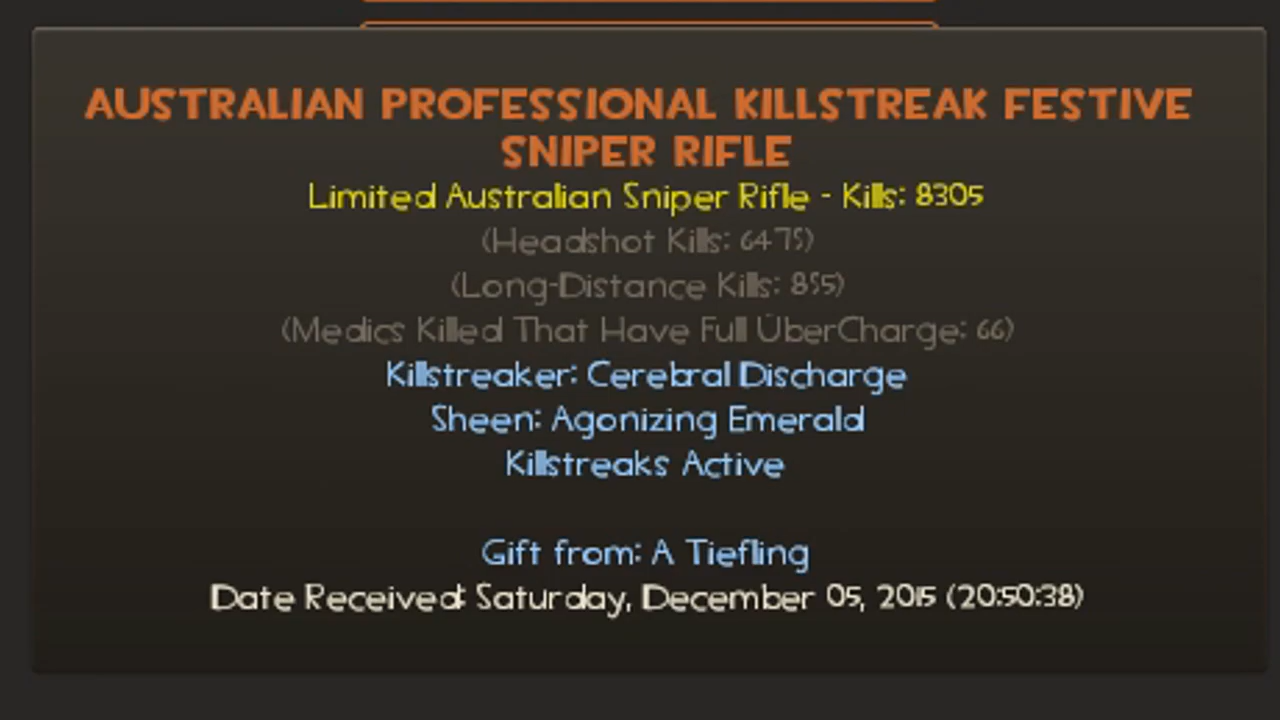 AUSTRALIAN PROFESSIONAL KILLSTREAK FESTIVE
SNIPER RIFLE
Limited Australian Sniper Rifle - Kills: 8305
(Headshot Kills: 6475)
(Long-Distance Kills: 855)
(Medics Killed That Have Full ÜberCharge: 66)
Killstreaker: Cerebral Discharge
Sheen: Agonizing Emerald
Killstreaks Active
Gift from: A Tiefling
Date Received: Saturday, December 05, 2015 (20:50:38)